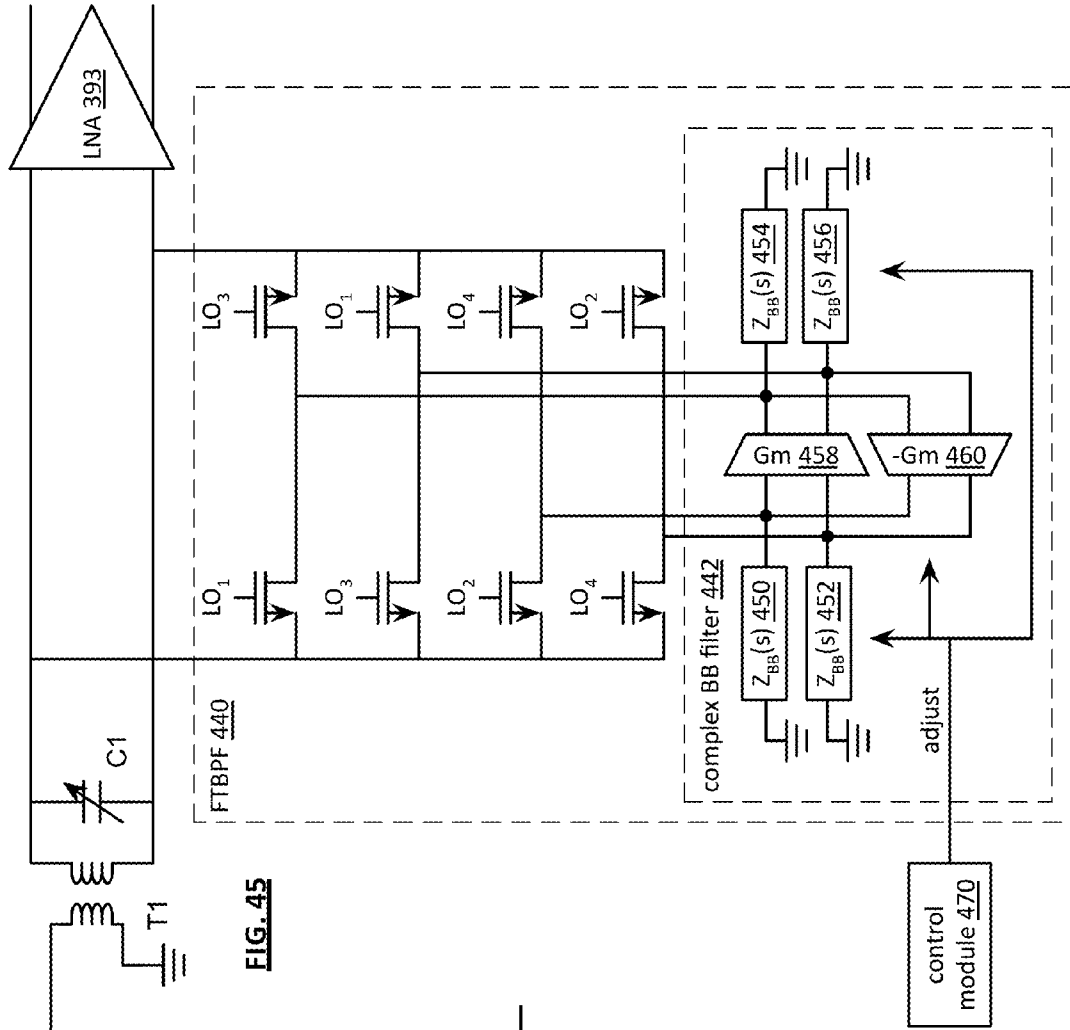 LNA 393
C1
T1
FIG. 45
FTBPF 440
LO1
LO3
LO3
LO1
LO2
LO4
LO4
LO2
complex BB filter 442
ZBB(s) 450
ZBB(s) 454
ZBB(s) 452
ZBB(s) 456
Gm 458
-Gm 460
adjust
control
module 470